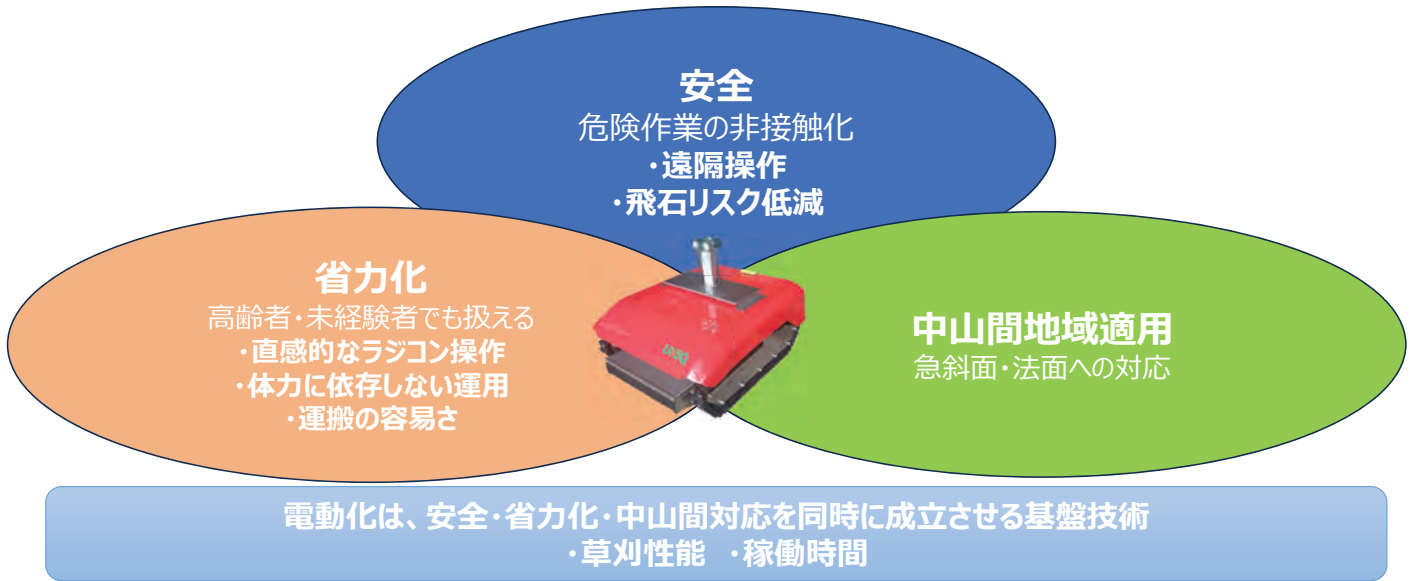 安全
危険作業の非接触化
・遠隔操作
・飛石リスク低減
省力化
高齢者・未経験者でも扱える
・直感的なラジコン操作
・体力に依存しない運用
・運搬の容易さ
中山間地域適用
急斜面・法面への対応
電動化は、安全・省力化・中山間対応を同時に成立させる基盤技術
・草刈性能　・稼働時間